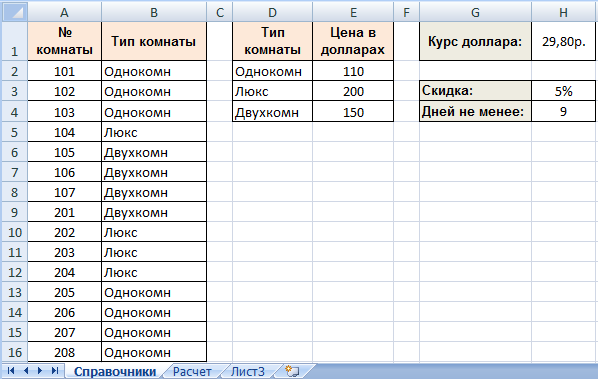 A B C D E F G H
1 № комнаты Тип комнаты Тип комнаты Цена в долларах Курс доллара: 29,80р.
2 101 Однокомн Однокомн 110
3 102 Однокомн Люкс 200 Скидка: 5%
4 103 Однокомн Двухкомн 150 Дней не менее: 9
5 104 Люкс
6 105 Двухкомн
7 106 Двухкомн
8 107 Двухкомн
9 201 Двухкомн
10 202 Люкс
11 203 Люкс
12 204 Люкс
13 205 Однокомн
14 206 Однокомн
15 207 Однокомн
16 208 Однокомн
Справочники Расчет Лист3